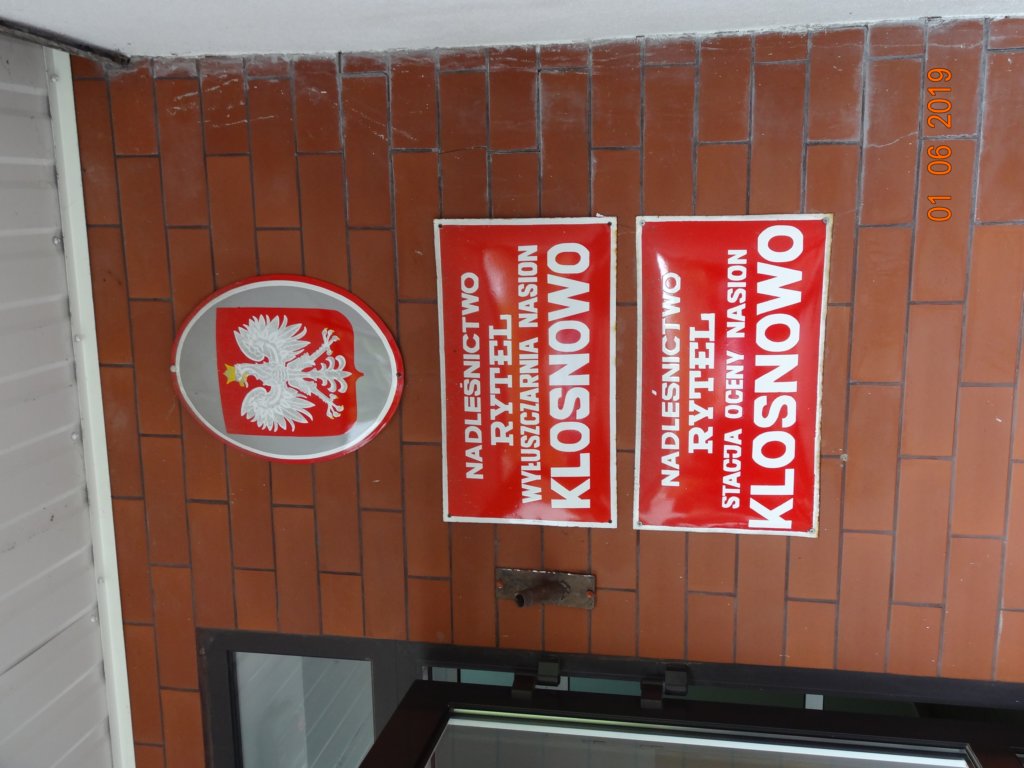 NADLEŚNICTWO
RYTEL
WYŁUSZCZARNIA NASION
KLOSNOWO
NADLEŚNICTWO
RYTEL
STACJA OCENY NASION
KLOSNOWO
01 06 2019